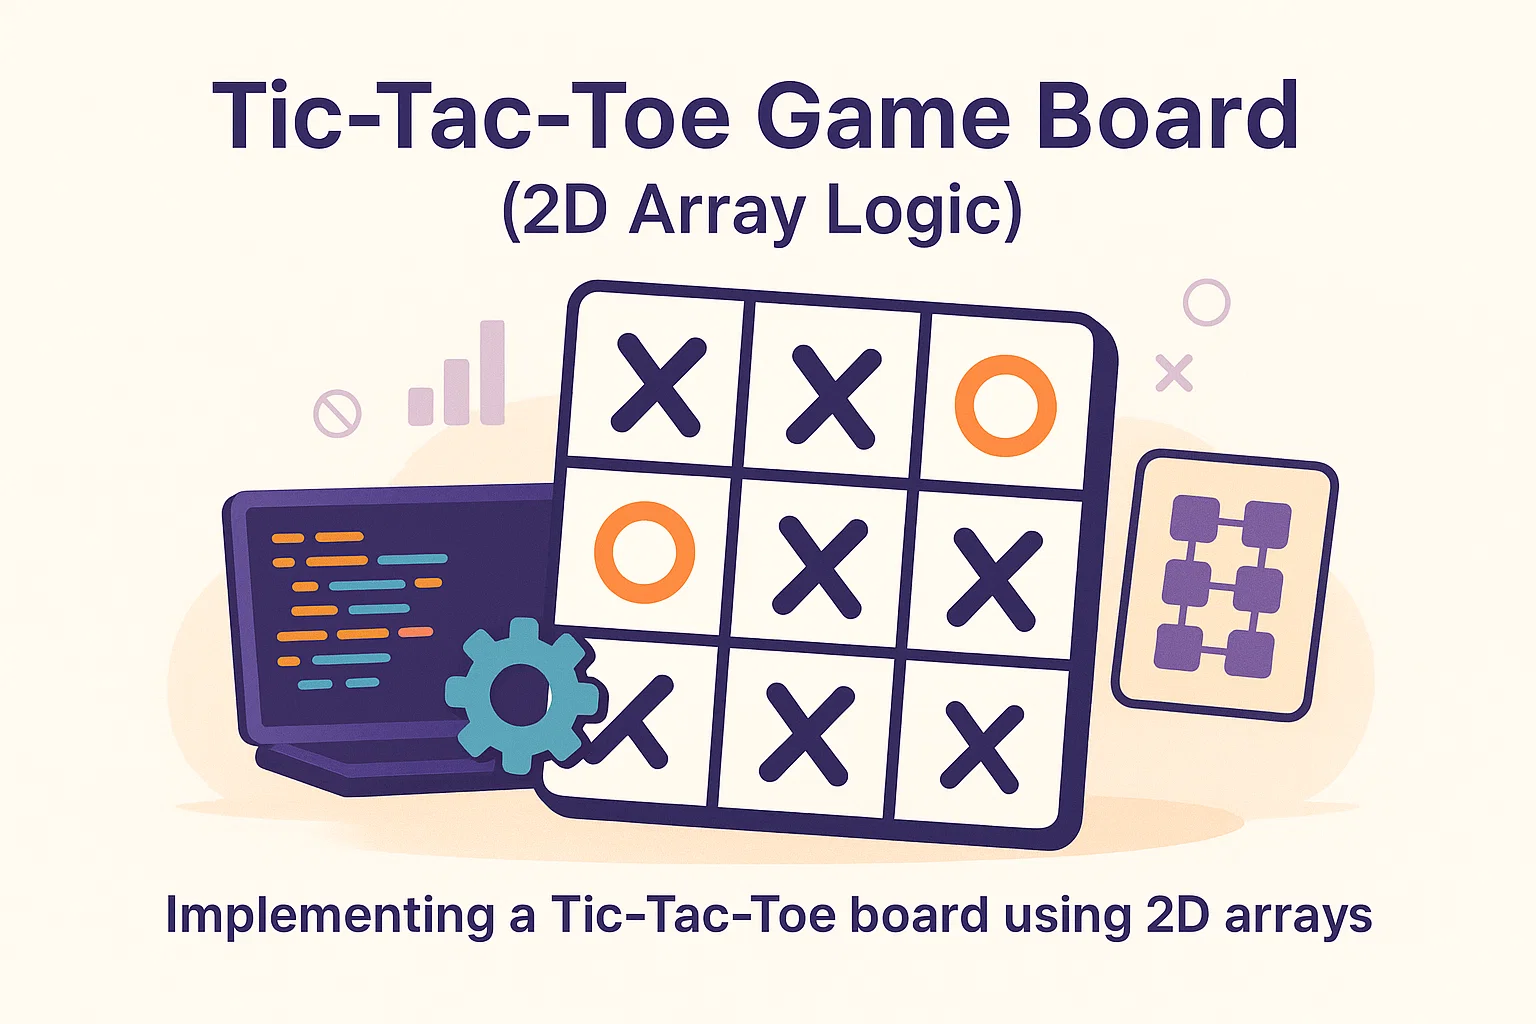 Tic-Tac-Toe Game Board
(2D Array Logic)
Implementing a Tic-Tac-Toe board using 2D arrays